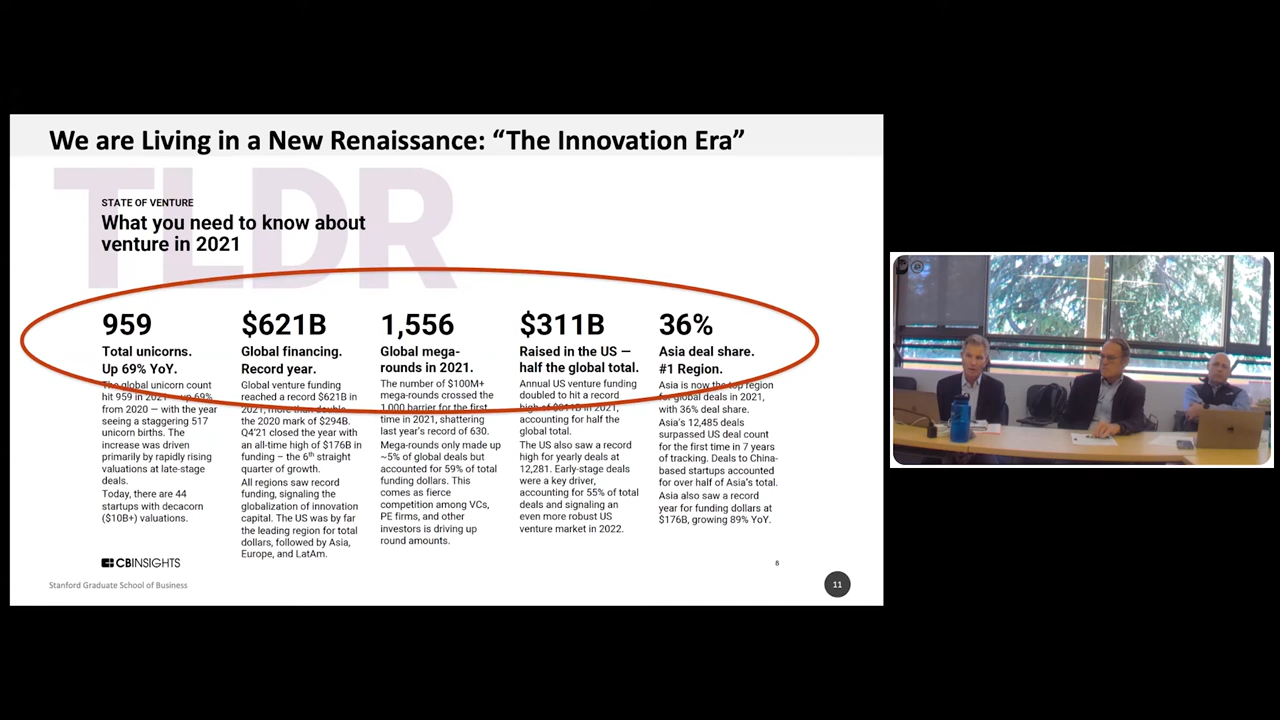 We are Living in a New Renaissance: “The Innovation Era”
TLDR
STATE OF VENTURE
What you need to know about
venture in 2021
959
Total unicorns.
Up 69% YoY.
The global unicorn count
hit 959 in 2021 — up 69%
from 2020 — with the year
seeing a staggering 517
unicorn births. The
increase was driven
primarily by rapidly rising
valuations at late-stage
deals.
Today, there are 44
startups with decacorn
($10B+) valuations.
$621B
Global financing.
Record year.
Global venture funding
reached a record $621B in
2021, more than double
the 2020 mark of $294B.
Q4'21 closed the year with
an all-time high of $176B in
funding – the 6th straight
quarter of growth.
All regions saw record
funding, signaling the
globalization of innovation
capital. The US was by far
the leading region for total
dollars, followed by Asia,
Europe, and LatAm.
1,556
Global mega-
rounds in 2021.
The number of $100M+
mega-rounds crossed the
1,000 barrier for the first
time in 2021, shattering
last year's record of 630.
Mega-rounds only made up
~5% of global deals but
accounted for 59% of total
funding dollars. This
comes as fierce
competition among VCs,
PE firms, and other
investors is driving up
round amounts.
$311B
Raised in the US —
half the global total.
Annual US venture funding
doubled to hit a record
high of $311B in 2021,
accounting for half the
global total.
The US also saw a record
high for yearly deals at
12,281. Early-stage deals
were a key driver,
accounting for 55% of total
deals and signaling an
even more robust US
venture market in 2022.
36%
Asia deal share.
#1 Region.
Asia is now the top region
for global deals in 2021,
with 36% deal share.
Asia's 12,485 deals
surpassed US deal count
for the first time in 7 years
of tracking. Deals to China-
based startups accounted
for over half of Asia's total.
Asia also saw a record
year for funding dollars at
$176B, growing 89% YoY.
CBINSIGHTS
8
Stanford Graduate School of Business
11